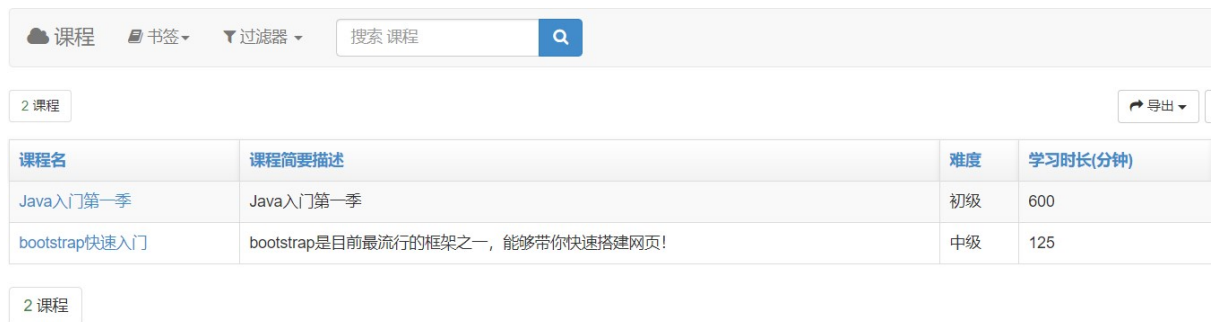 课程 书签 过滤器 搜索 课程
2 课程 导出
课程名 课程简要描述 难度 学习时长(分钟)
Java入门第一季 Java入门第一季 初级 600
bootstrap快速入门 bootstrap是目前最流行的框架之一，能够带你快速搭建网页！ 中级 125
2 课程